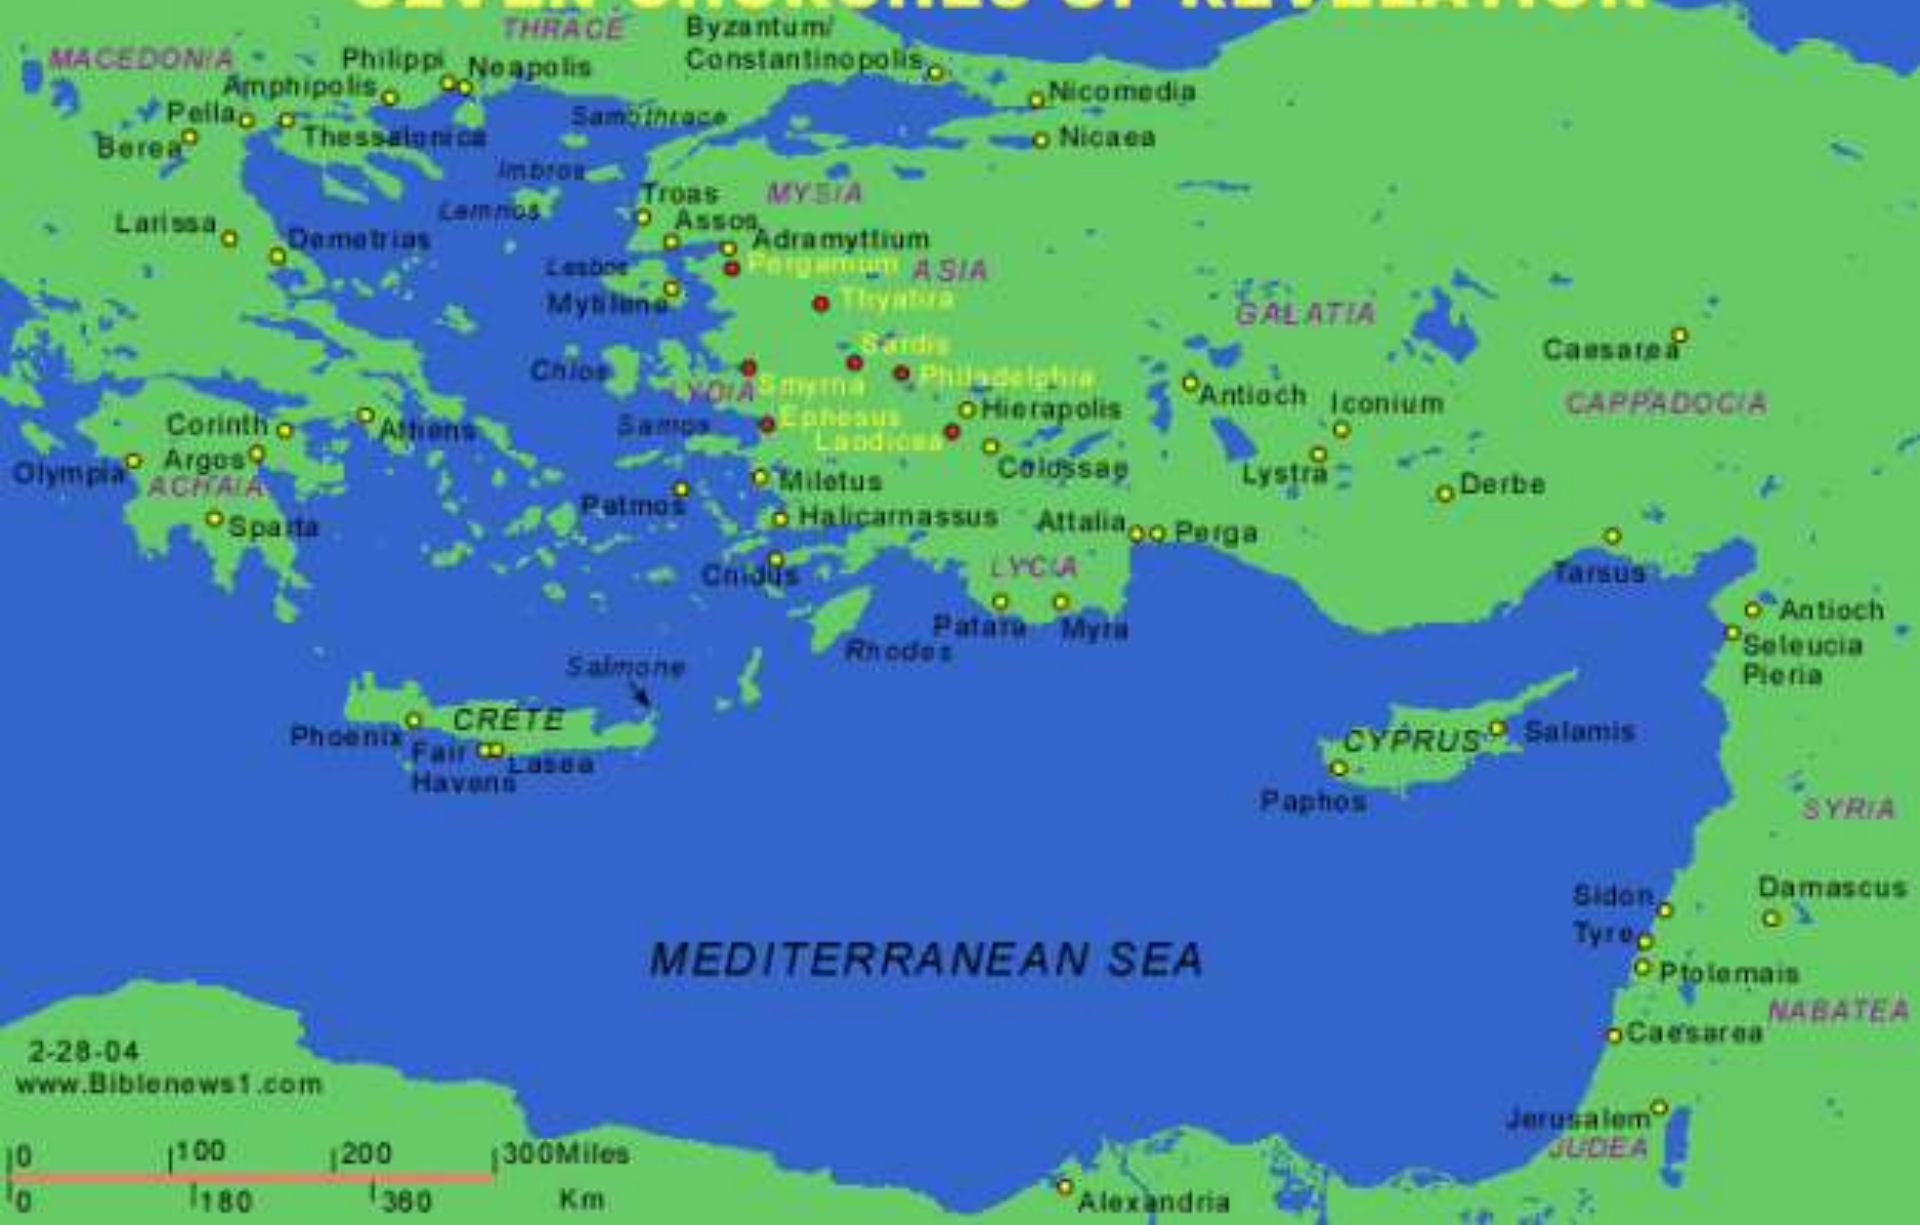 SEVEN CHURCHES OF REVELATION
THRACE
Byzantum/
Constantinopolis
MACEDONIA
Philippi
Neapolis
Amphipolis
Nicomedia
Pella
Samothrace
Berea
Thessalonica
Nicaea
Imbros
Troas
MYSIA
Lemnos
Assos
Larissa
Demetrias
Adramyttium
Lesbos
Pergamum
ASIA
Mytilene
Thyatira
GALATIA
Sardis
Caesarea
Chios
Philadelphia
LYDIA
Smyrna
Antioch
Iconium
CAPPADOCIA
Corinth
Athens
Samos
Ephesus
Hierapolis
Laodicea
Olympia
Argos
Colossae
Lystra
ACHAIA
Miletus
Derbe
Patmos
Sparta
Halicarnassus
Attalia
Perga
Cnidus
LYCIA
Tarsus
Antioch
Patara
Myra
Rhodes
Seleucia
Pieria
Salmone
CRETE
Phoenix
Fair
Havens
Lasea
CYPRUS
Salamis
Paphos
SYRIA
Sidon
Damascus
Tyre
MEDITERRANEAN SEA
Ptolemais
NABATEA
Caesarea
2-28-04
www.Biblenews1.com
Jerusalem
JUDEA
0 100 200 300Miles
0 180 360 Km
Alexandria